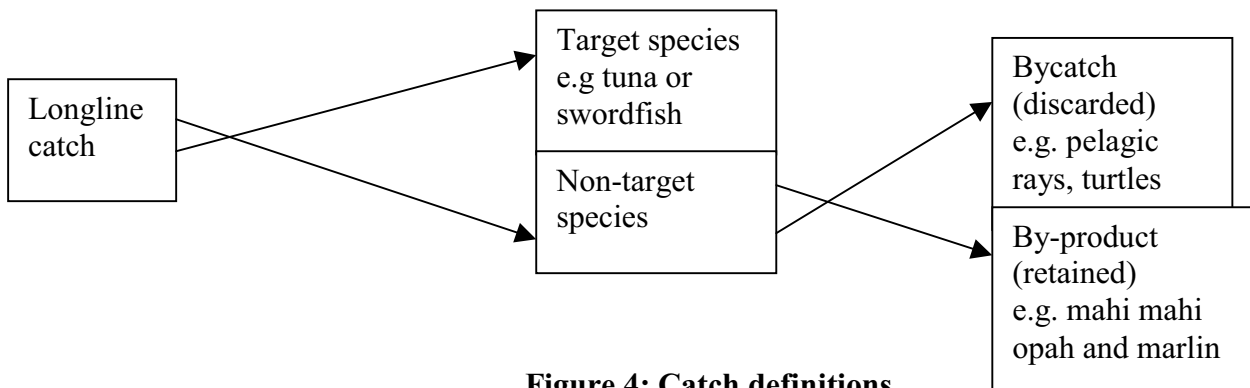 Longline
catch
Target species
e.g tuna or
swordfish
Non-target
species
Bycatch
(discarded)
e.g. pelagic
rays, turtles
By-product
(retained)
e.g. mahi mahi
opah and marlin
Figure 4: Catch definitions